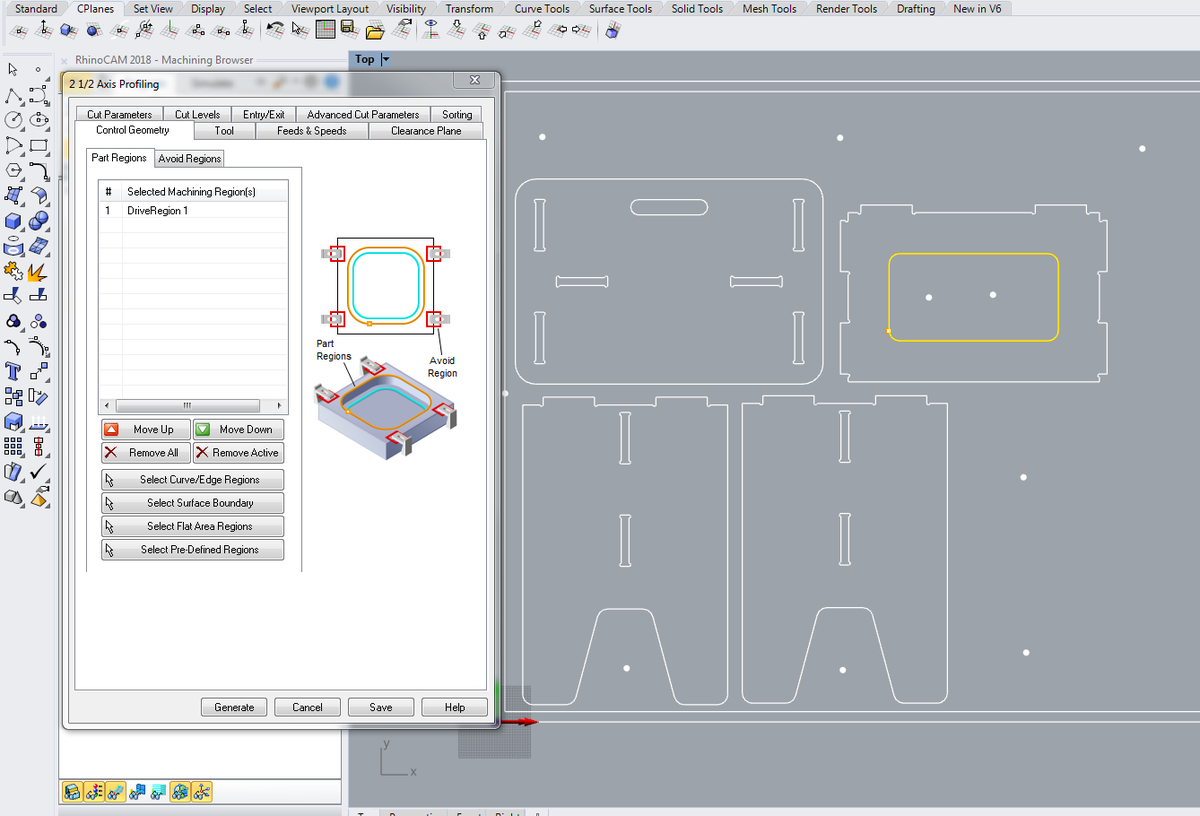 Standard CPlanes Set View Display Select Viewport Layout Visibility Transform Curve Tools Surface Tools Solid Tools Mesh Tools Render Tools Drafting New in V6
RhinoCAM 2018 - Machining Browser
Top
2 1/2 Axis Profiling
Simulate
Cut Parameters Cut Levels Entry/Exit Advanced Cut Parameters Sorting
Control Geometry Tool Feeds & Speeds Clearance Plane
Part Regions Avoid Regions
# Selected Machining Region(s)
1 DriveRegion 1
Part
Regions
Avoid
Region
Move Up Move Down
Remove All Remove Active
Select Curve/Edge Regions
Select Surface Boundary
Select Flat Area Regions
Select Pre-Defined Regions
Generate Cancel Save Help
y
x